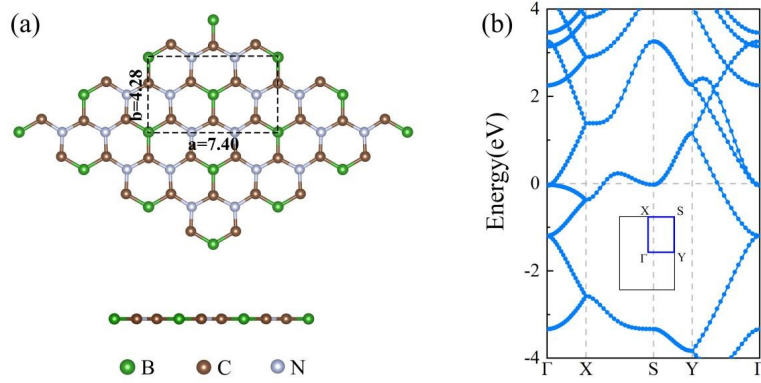 (a)
b=4.28
a=7.40
B
C
N
(b)
Energy(eV)
4
2
0
-2
-4
X S
Γ Y
Γ X S Y Γ